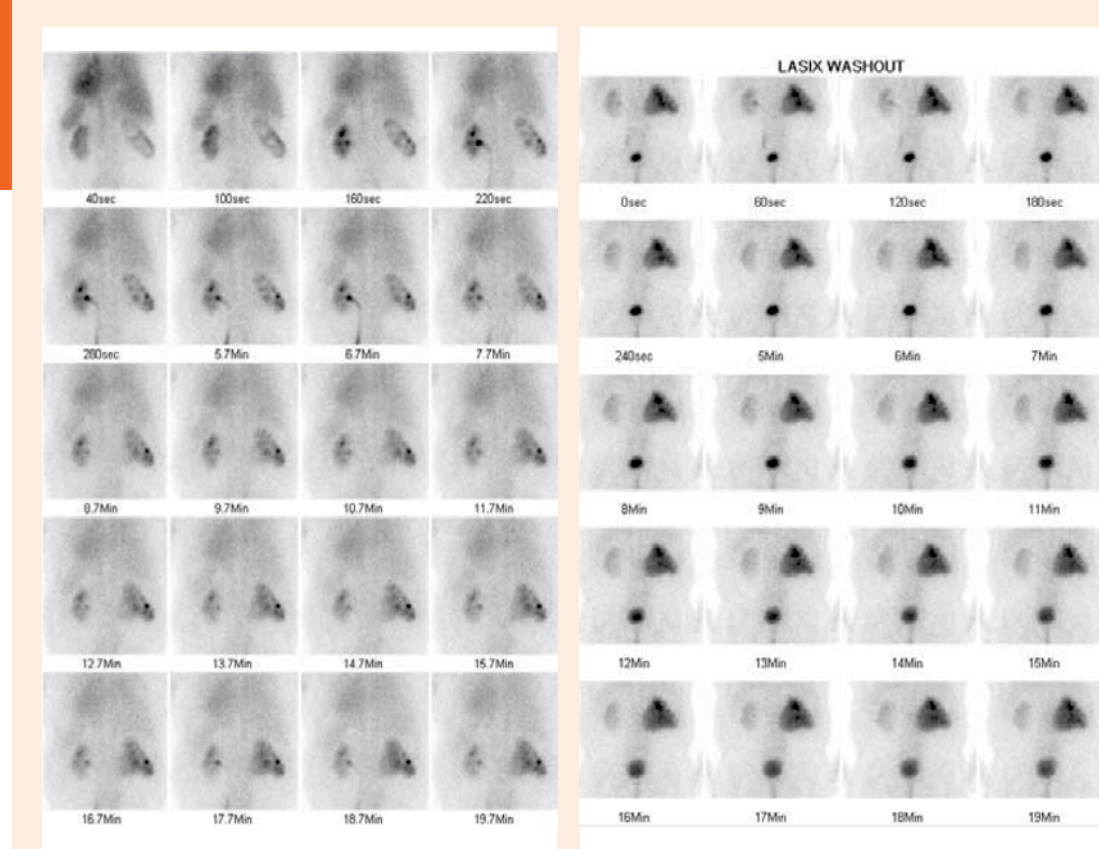 40sec 100sec 160sec 220sec
280sec 5.7Min 6.7Min 7.7Min
8.7Min 9.7Min 10.7Min 11.7Min
12.7Min 13.7Min 14.7Min 15.7Min
16.7Min 17.7Min 18.7Min 19.7Min
LASIX WASHOUT
0sec 60sec 120sec 180sec
240sec 5Min 6Min 7Min
8Min 9Min 10Min 11Min
12Min 13Min 14Min 15Min
16Min 17Min 18Min 19Min